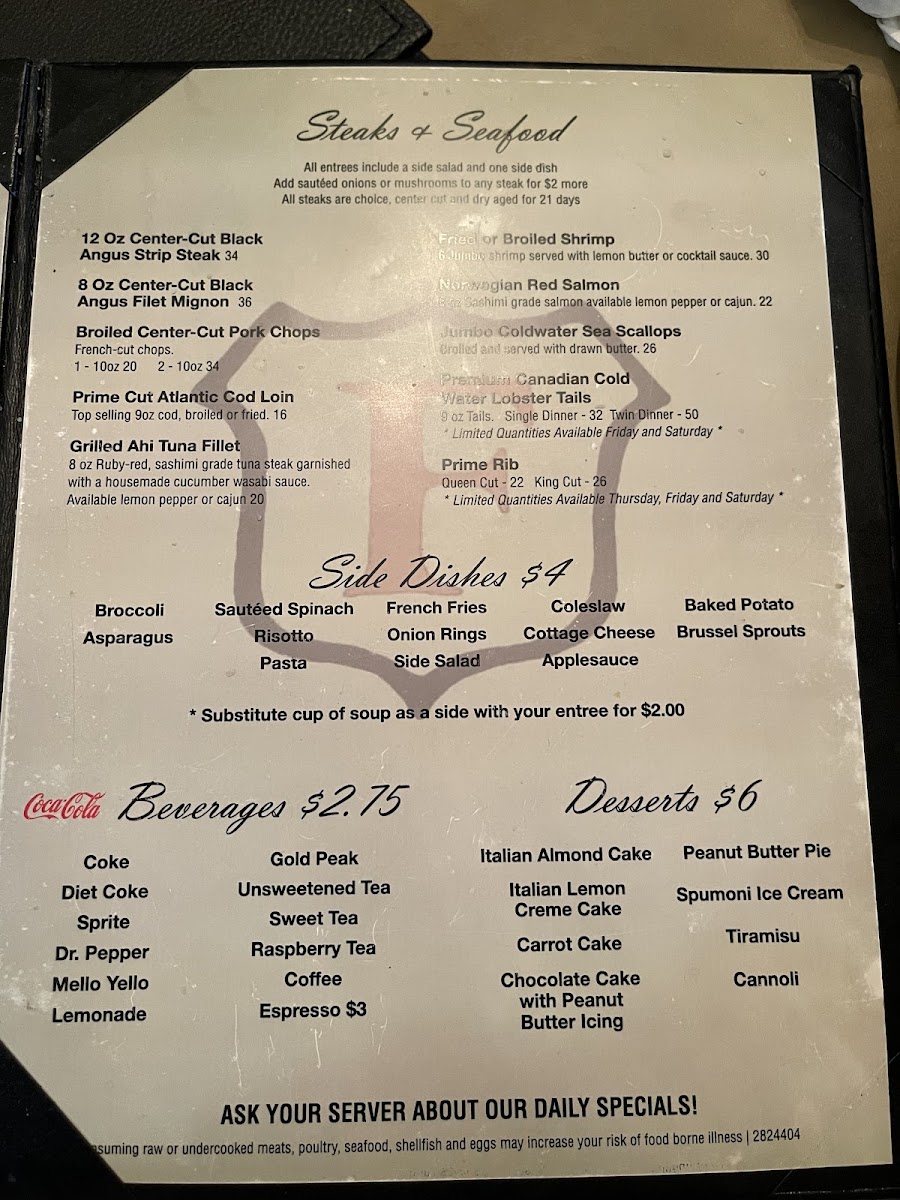 Steaks & Seafood
All entrees include a side salad and one side dish
Add sautéed onions or mushrooms to any steak for $2 more
All steaks are choice, center cut and dry aged for 21 days
12 Oz Center-Cut Black
Angus Strip Steak 34
8 Oz Center-Cut Black
Angus Filet Mignon 36
Broiled Center-Cut Pork Chops
French-cut chops.
1 - 10oz 20 2 - 10oz 34
Prime Cut Atlantic Cod Loin
Top selling 9oz cod, broiled or fried. 16
Grilled Ahi Tuna Fillet
8 oz Ruby-red, sashimi grade tuna steak garnished
with a housemade cucumber wasabi sauce.
Available lemon pepper or cajun 20
Fried or Broiled Shrimp
6 Jumbo shrimp served with lemon butter or cocktail sauce. 30
Norwegian Red Salmon
oz Sashimi grade salmon available lemon pepper or cajun. 22
Jumbo Coldwater Sea Scallops
Broiled and served with drawn butter. 26
Premium Canadian Cold
Water Lobster Tails
9 oz Tails. Single Dinner - 32 Twin Dinner - 50
* Limited Quantities Available Friday and Saturday *
Prime Rib
Queen Cut - 22 King Cut - 26
* Limited Quantities Available Thursday, Friday and Saturday *
F
Side Dishes $4
Broccoli
Asparagus
Sautéed Spinach
Risotto
Pasta
French Fries
Onion Rings
Side Salad
Coleslaw
Cottage Cheese
Applesauce
Baked Potato
Brussel Sprouts
* Substitute cup of soup as a side with your entree for $2.00
Coca-Cola Beverages $2.75
Coke
Diet Coke
Sprite
Dr. Pepper
Mello Yello
Lemonade
Gold Peak
Unsweetened Tea
Sweet Tea
Raspberry Tea
Coffee
Espresso $3
Desserts $6
Italian Almond Cake
Italian Lemon
Creme Cake
Carrot Cake
Chocolate Cake
with Peanut
Butter Icing
Peanut Butter Pie
Spumoni Ice Cream
Tiramisu
Cannoli
ASK YOUR SERVER ABOUT OUR DAILY SPECIALS!
suming raw or undercooked meats, poultry, seafood, shellfish and eggs may increase your risk of food borne illness | 2824404